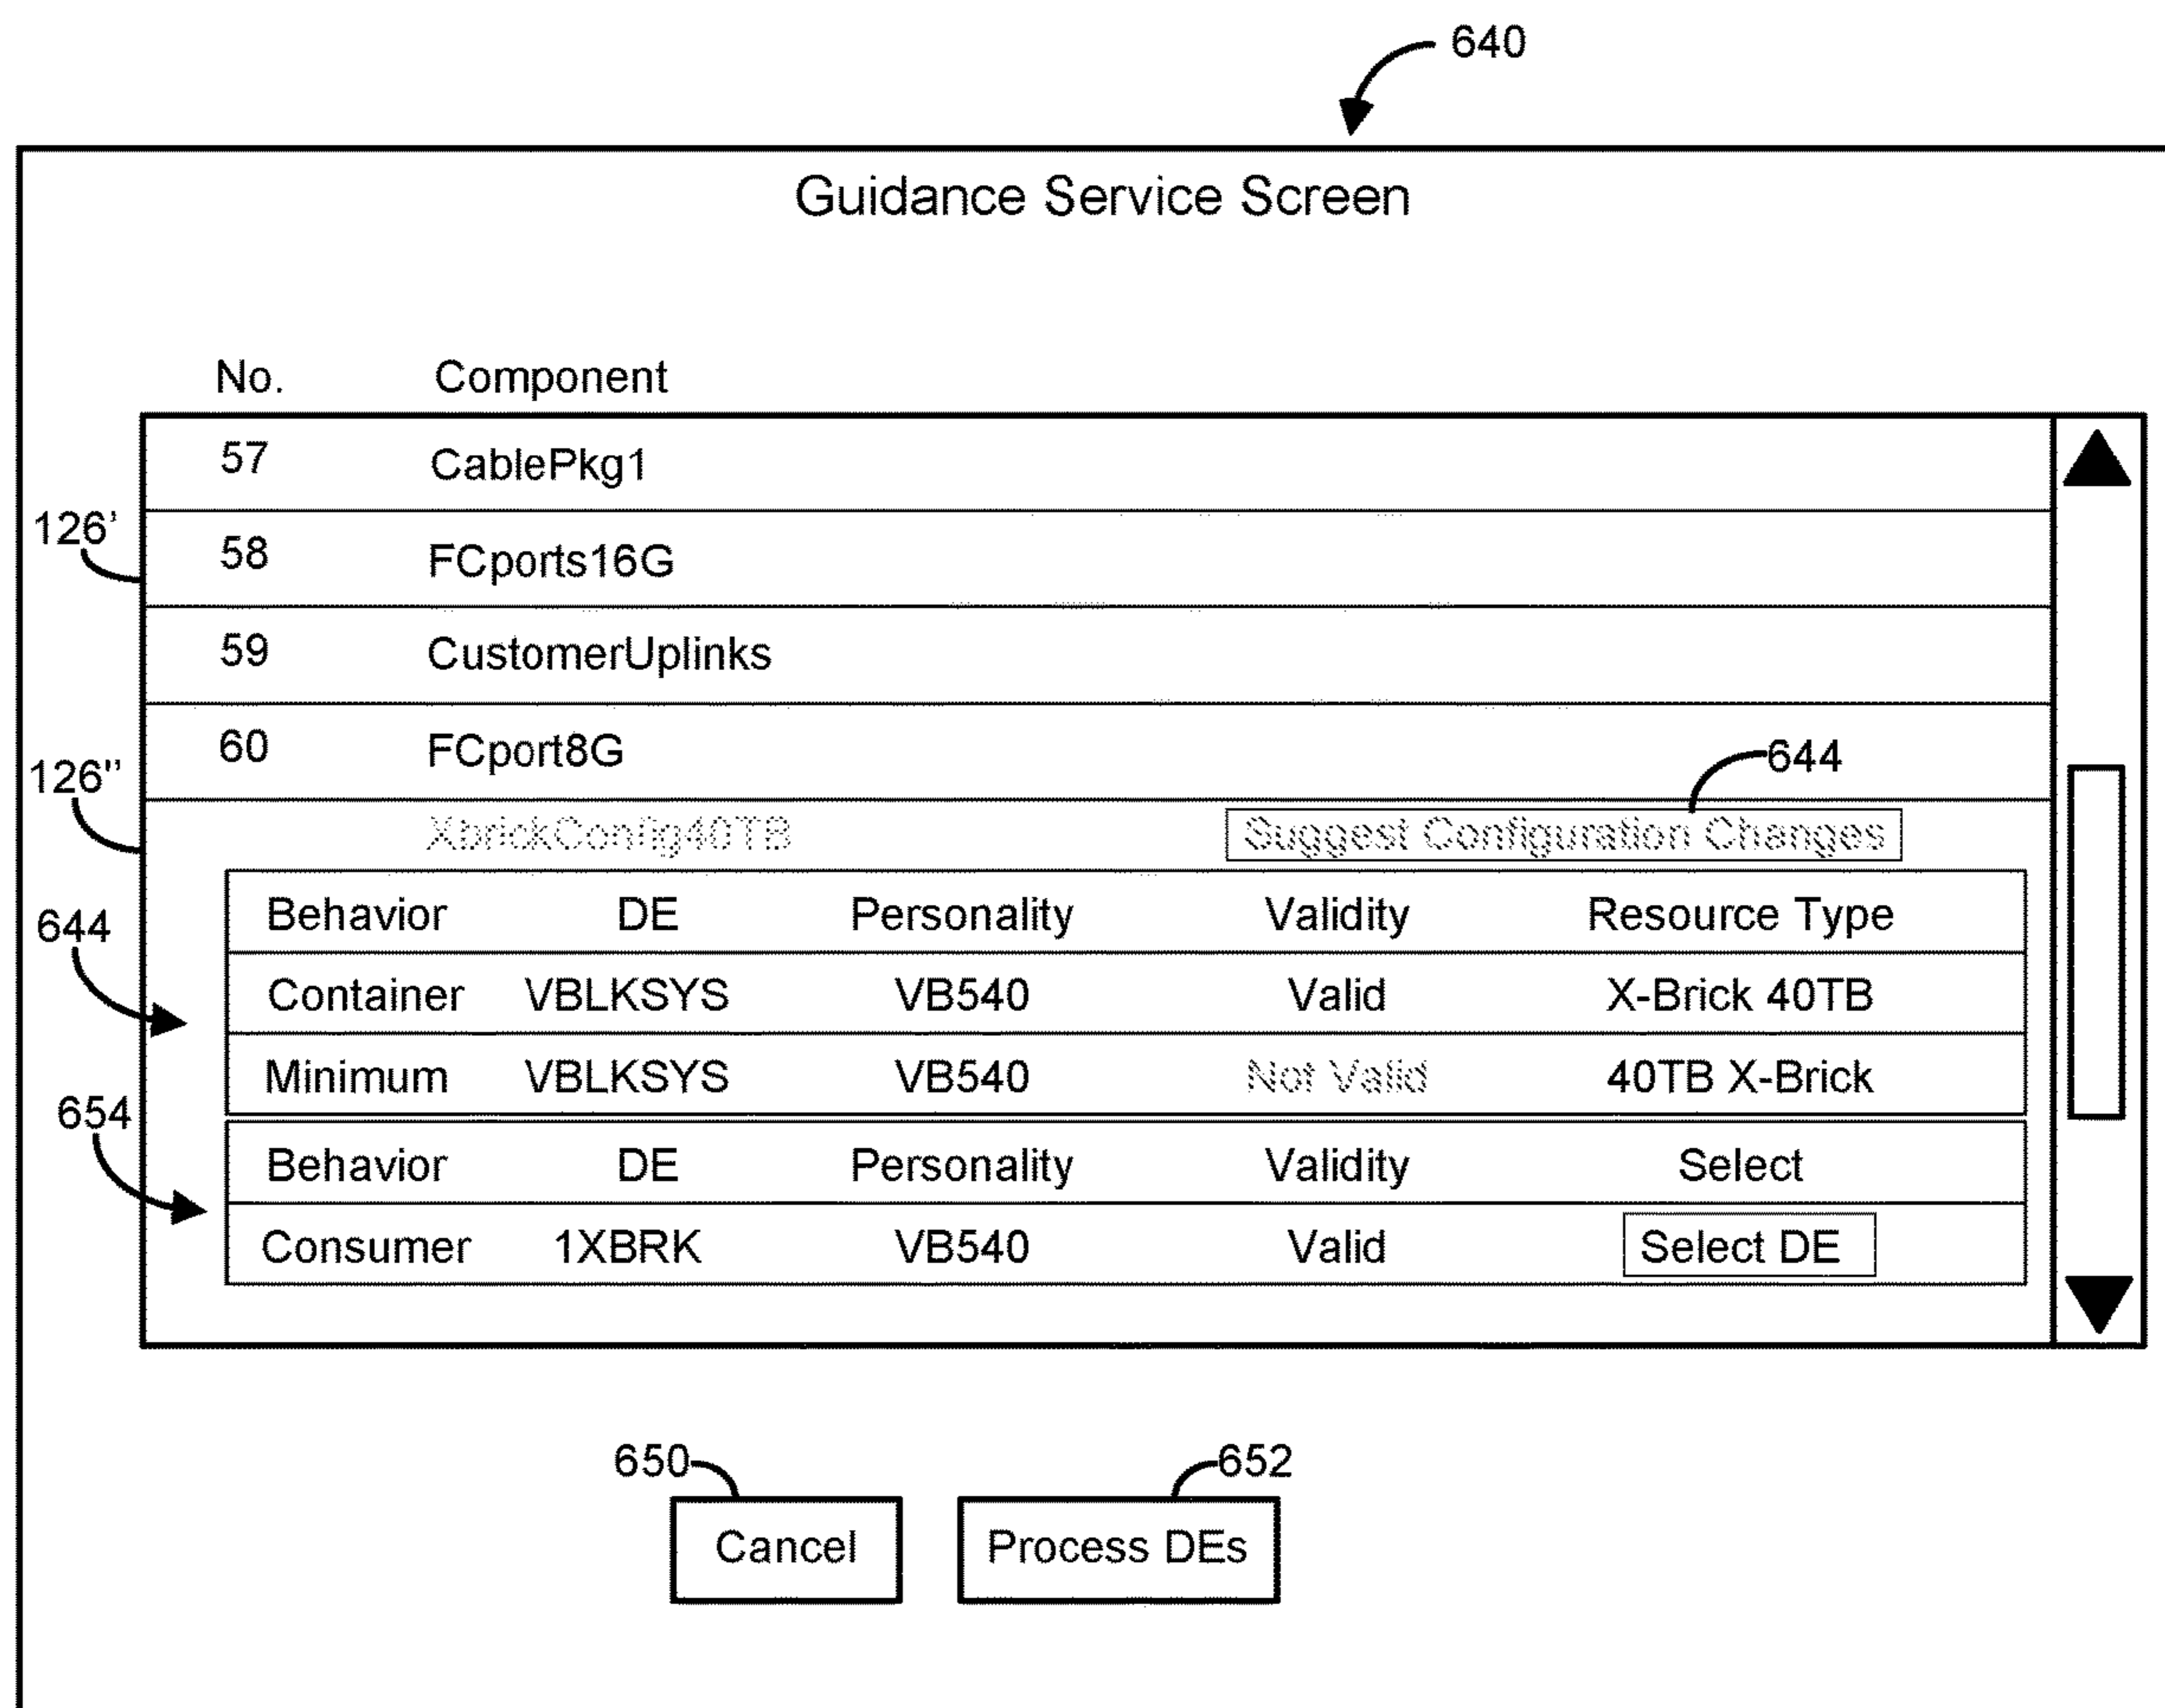 640
Guidance Service Screen
No. Component
57 CablePkg1
126'
58 FCports16G
59 CustomerUplinks
60 FCport8G
644
126"
XbrickConfig40TB Suggest Configuration Changes
Behavior DE Personality Validity Resource Type
644
Container VBLKSYS VB540 Valid X-Brick 40TB
Minimum VBLKSYS VB540 Not Valid 40TB X-Brick
654
Behavior DE Personality Validity Select
Consumer 1XBRK VB540 Valid Select DE
650 652
Cancel Process DEs